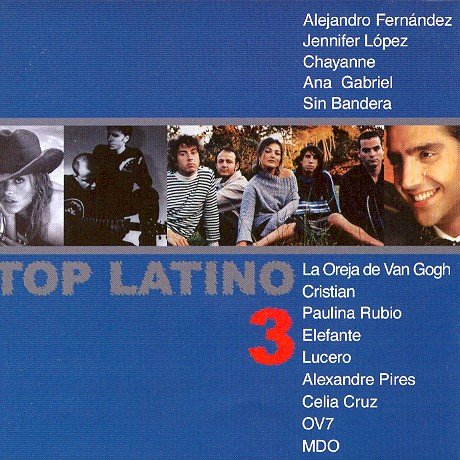 Alejandro Fernández
Jennifer López
Chayanne
Ana Gabriel
Sin Bandera
TOP LATINO
3
La Oreja de Van Gogh
Cristian
Paulina Rubio
Elefante
Lucero
Alexandre Pires
Celia Cruz
OV7
MDO